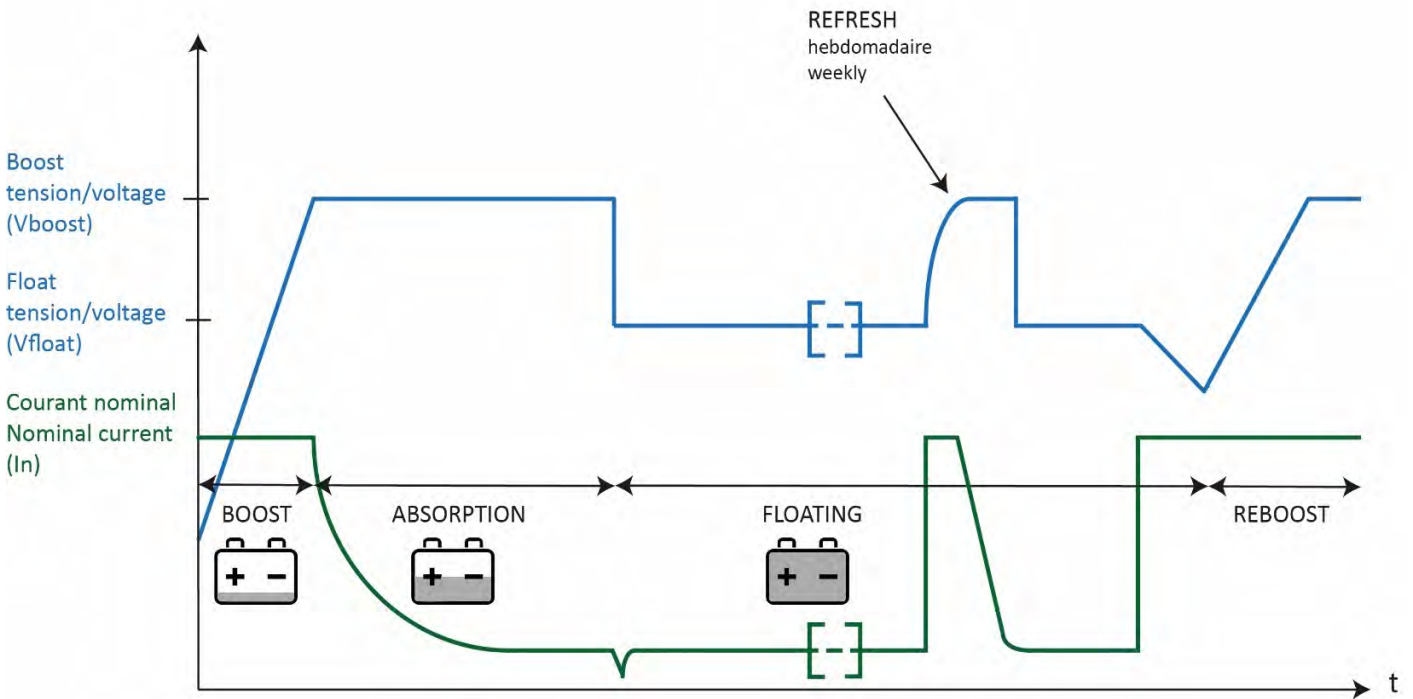 REFRESH
hebdomadaire
weekly
Boost
tension/voltage
(Vboost)
Float
tension/voltage
(Vfloat)
Courant nominal
Nominal current
(In)
BOOST
ABSORPTION
FLOATING
REBOOST
+ -
+ -
+ -
t